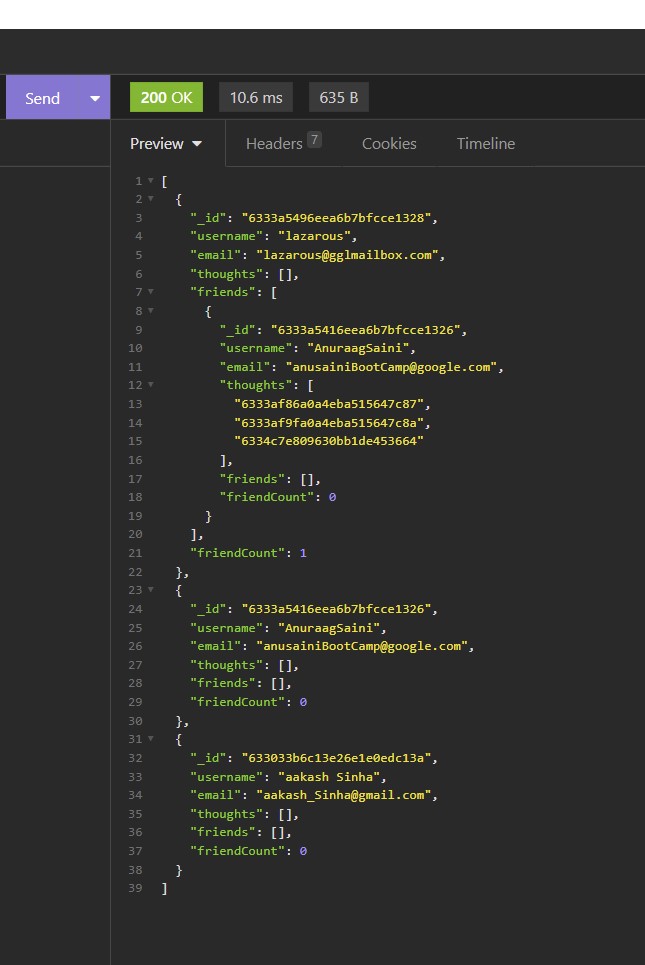 Send
200 OK
10.6 ms
635 B
Preview
Headers 7
Cookies
Timeline
1 [
2 {
3 "_id": "6333a5496eea6b7bfcce1328",
4 "username": "lazarous",
5 "email": "lazarous@gglmailbox.com",
6 "thoughts": [],
7 "friends": [
8 {
9 "_id": "6333a5416eea6b7bfcce1326",
10 "username": "AnuraagSaini",
11 "email": "anusainiBootCamp@google.com",
12 "thoughts": [
13 "6333af86a0a4eba515647c87",
14 "6333af9fa0a4eba515647c8a",
15 "6334c7e809630bb1de453664"
16 ],
17 "friends": [],
18 "friendCount": 0
19 }
20 ],
21 "friendCount": 1
22 },
23 {
24 "_id": "6333a5416eea6b7bfcce1326",
25 "username": "AnuraagSaini",
26 "email": "anusainiBootCamp@google.com",
27 "thoughts": [],
28 "friends": [],
29 "friendCount": 0
30 },
31 {
32 "_id": "633033b6c13e26e1e0edc13a",
33 "username": "aakash Sinha",
34 "email": "aakash_Sinha@gmail.com",
35 "thoughts": [],
36 "friends": [],
37 "friendCount": 0
38 }
39 ]